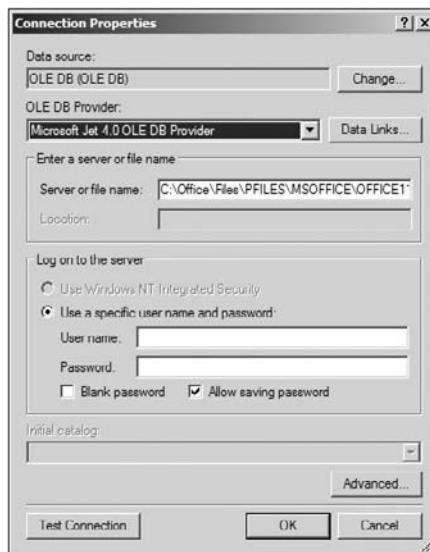 Connection Properties
Data source:
OLE DB (OLE DB)
Change...
OLE DB Provider:
Microsoft Jet 4.0 OLE DB Provider
Data Links...
Enter a server or file name
Server or file name:
C:\Office\Files\PFILES\MSOFFICE\OFFICE11
Location:
Log on to the server
Use Windows NT Integrated Security
Use a specific user name and password:
User name:
Password:
Blank password
Allow saving password
Initial catalog:
Advanced...
Test Connection
OK
Cancel